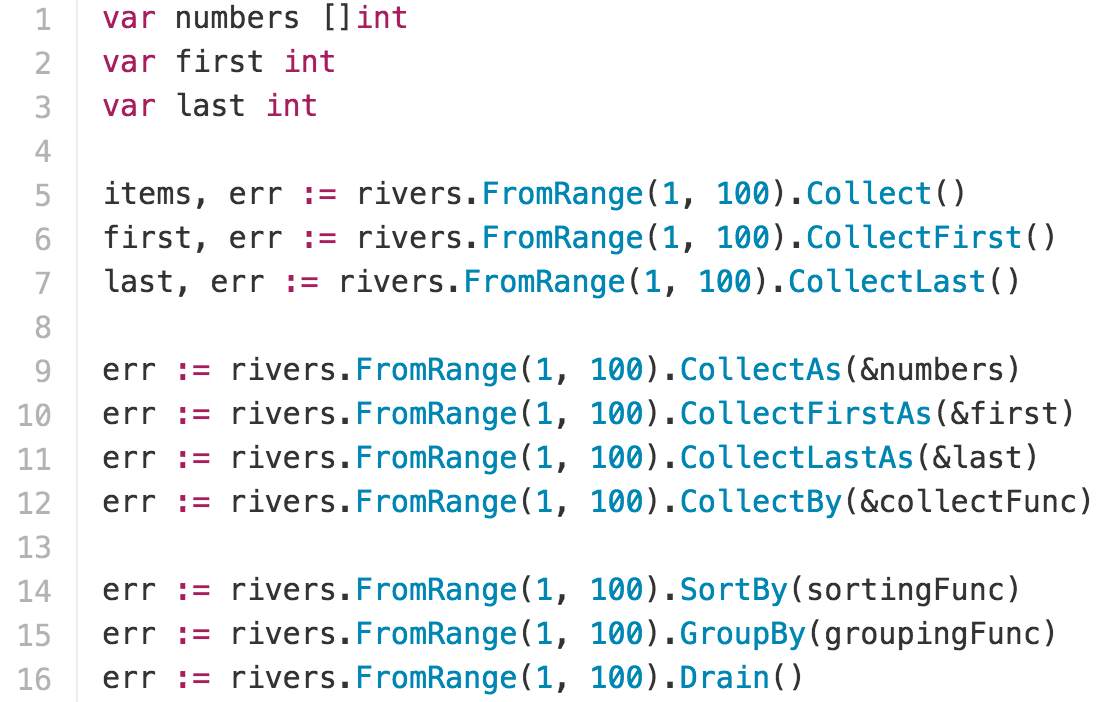 1 var numbers []int
2 var first int
3 var last int
4
5 items, err := rivers.FromRange(1, 100).Collect()
6 first, err := rivers.FromRange(1, 100).CollectFirst()
7 last, err := rivers.FromRange(1, 100).CollectLast()
8
9 err := rivers.FromRange(1, 100).CollectAs(&numbers)
10 err := rivers.FromRange(1, 100).CollectFirstAs(&first)
11 err := rivers.FromRange(1, 100).CollectLastAs(&last)
12 err := rivers.FromRange(1, 100).CollectBy(&collectFunc)
13
14 err := rivers.FromRange(1, 100).SortBy(sortingFunc)
15 err := rivers.FromRange(1, 100).GroupBy(groupingFunc)
16 err := rivers.FromRange(1, 100).Drain()